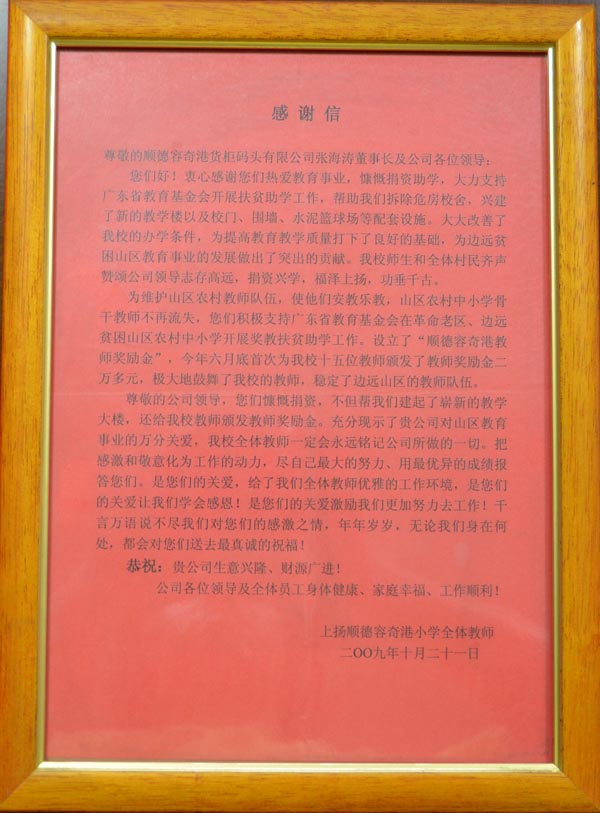 感谢信
尊敬的顺德容奇港货柜码头有限公司张海涛董事长及公司各位领导：
您们好！衷心感谢您们热爱教育事业，慷慨捐资助学，大力支持
广东省教育基金会开展扶贫助学工作，帮助我们拆除危房校舍，兴建
了新的教学楼以及校门、围墙、水泥篮球场等配套设施。大大改善了
我校的办学条件，为提高教育教学质量打下了良好的基础，为边远贫
困山区教育事业的发展做出了突出的贡献。我校师生和全体村民齐声
赞颂公司领导志存高远，捐资兴学，福泽上扬，功垂千古。
为维护山区农村教师队伍，使他们安教乐教，山区农村中小学骨
干教师不再流失，您们积极支持广东省教育基金会在革命老区、边远
贫困山区农村中小学开展奖教扶贫助学工作。设立了“顺德容奇港教
师奖励金”，今年六月底首次为我校十五位教师颁发了教师奖励金二
万多元，极大地鼓舞了我校的教师，稳定了边远山区的教师队伍。
尊敬的公司领导，您们慷慨捐资，不但帮我们建起了崭新的教学
大楼，还给我校教师颁发教师奖励金。充分现示了贵公司对山区教育
事业的万分关爱，我校全体教师一定会永远铭记公司所做的一切。把
感激和敬意化为工作的动力，尽自己最大的努力、用最优异的成绩报
答您们。是您们的关爱，给了我们全体教师优雅的工作环境，是您们
的关爱让我们学会感恩！是您们的关爱激励我们更加努力去工作！千
言万语说不尽我们对您们的感激之情，年年岁岁，无论我们身在何
处，都会对您们送去最真诚的祝福！
恭祝：贵公司生意兴隆、财源广进！
公司各位领导及全体员工身体健康、家庭幸福、工作顺利！
上扬顺德容奇港小学全体教师
二OO九年十月二十一日